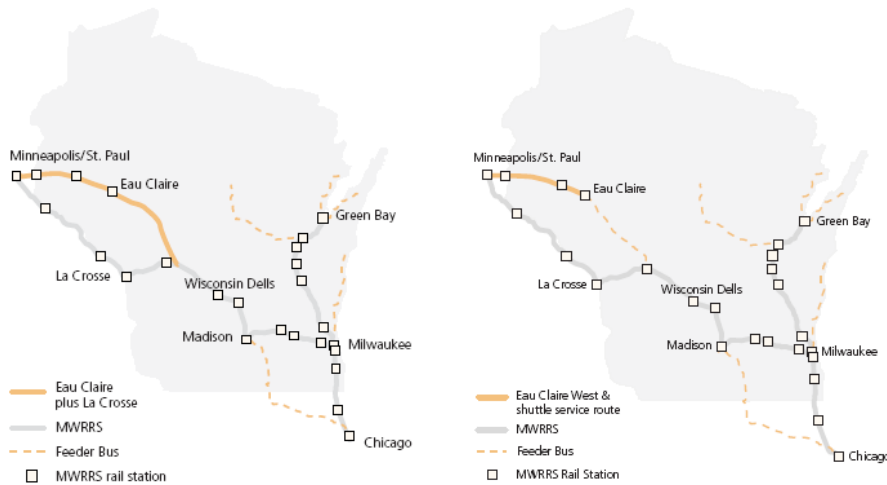 Minneapolis/St. Paul
Eau Claire
Green Bay
La Crosse
Wisconsin Dells
Madison
Milwaukee
Eau Claire
plus La Crosse
MWRRS
Feeder Bus
Chicago
MWRRS rail station
Minneapolis/St. Paul
Eau Claire
Green Bay
La Crosse
Wisconsin Dells
Madison
Milwaukee
Eau Claire West &
shuttle service route
MWRRS
Feeder Bus
Chicago
MWRRS Rail Station